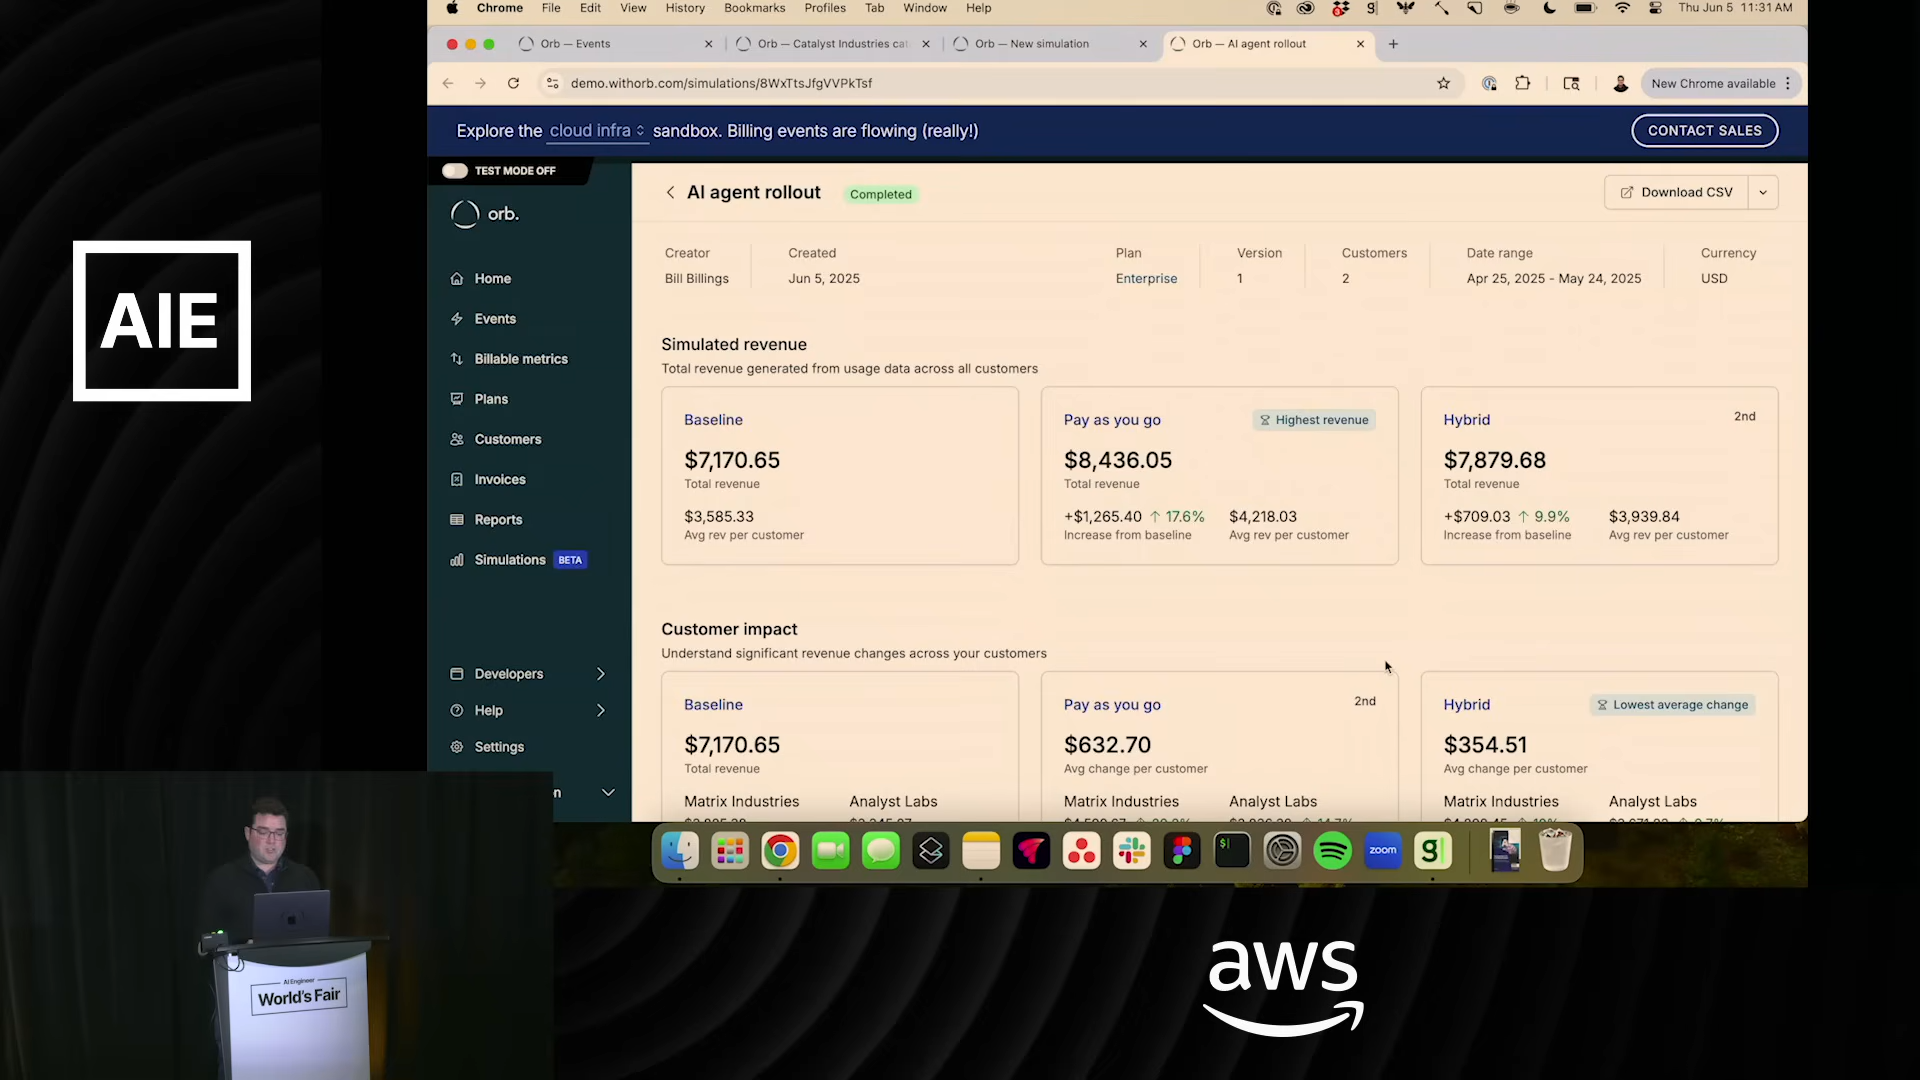 Chrome File Edit View History Bookmarks Profiles Tab Window Help Thu Jun 5 11:31 AM
Orb — Events
Orb — Catalyst Industries ca
Orb — New simulation
Orb — AI agent rollout
demo.withorb.com/simulations/8WxTtsJfgVVPkTsf
New Chrome available
Explore the cloud infra sandbox. Billing events are flowing (really!)
CONTACT SALES
TEST MODE OFF
orb.
Home
Events
Billable metrics
Plans
Customers
Invoices
Reports
Simulations BETA
Developers
Help
Settings
AI agent rollout
Completed
Download CSV
Creator Created Plan Version Customers Date range Currency
Bill Billings Jun 5, 2025 Enterprise 1 2 Apr 25, 2025 - May 24, 2025 USD
Simulated revenue
Total revenue generated from usage data across all customers
Baseline
$7,170.65
Total revenue
$3,585.33
Avg rev per customer
Pay as you go
Highest revenue
$8,436.05
Total revenue
+$1,265.40 ↑ 17.6% $4,218.03
Increase from baseline Avg rev per customer
Hybrid
2nd
$7,879.68
Total revenue
+$709.03 ↑ 9.9% $3,939.84
Increase from baseline Avg rev per customer
Customer impact
Understand significant revenue changes across your customers
Baseline
$7,170.65
Total revenue
Matrix Industries Analyst Labs
Pay as you go
2nd
$632.70
Avg change per customer
Matrix Industries Analyst Labs
Hybrid
Lowest average change
$354.51
Avg change per customer
Matrix Industries Analyst Labs
zoom
AIE
AI Engineer
World's Fair
aws